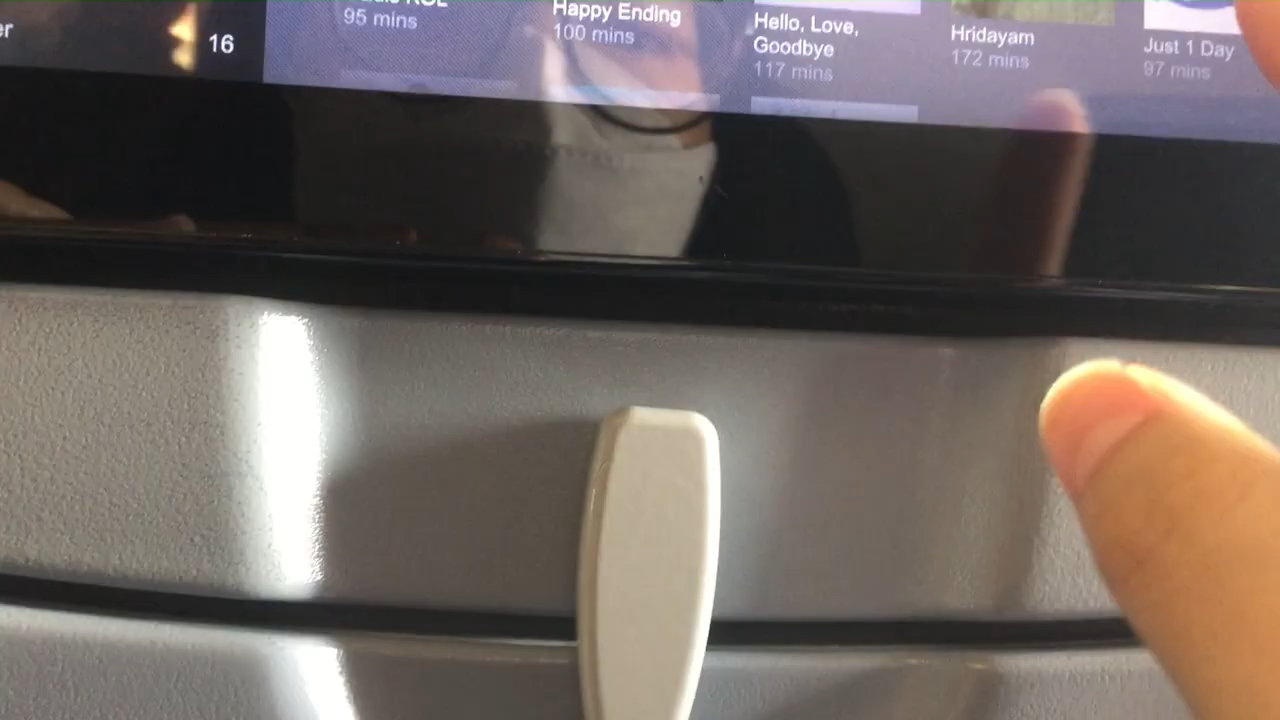 16
95 mins
Happy Ending
100 mins
Hello, Love,
Goodbye
117 mins
Hridayam
172 mins
Just 1 Day
97 mins